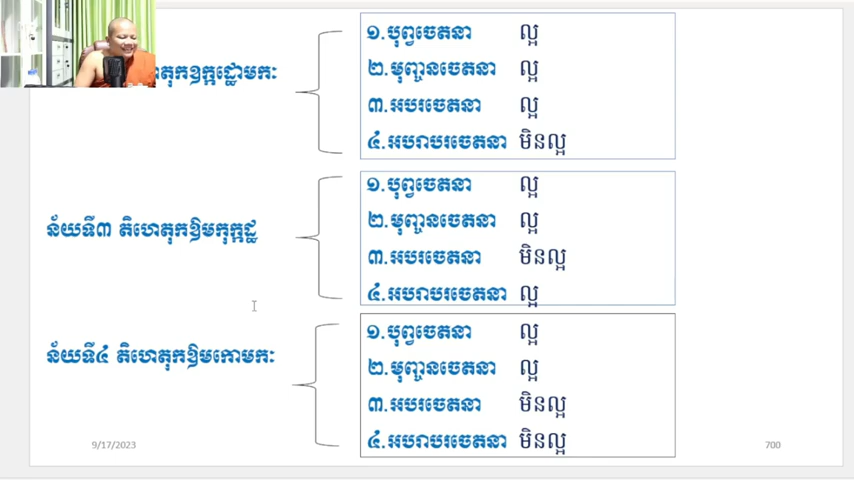 ហេតុកឧក្កដ្ឋោមកៈ
១.បុព្វចេតនា ល្អ
២.មុញ្ចនចេតនា ល្អ
៣.អបរចេតនា ល្អ
៤.អបរាបរចេតនា មិនល្អ
ន័យទី៣ តិហេតុកឱមកុក្កដ្ឋ
១.បុព្វចេតនា ល្អ
២.មុញ្ចនចេតនា ល្អ
៣.អបរចេតនា មិនល្អ
៤.អបរាបរចេតនា ល្អ
ន័យទី៤ តិហេតុកឱមកោមកៈ
១.បុព្វចេតនា ល្អ
២.មុញ្ចនចេតនា ល្អ
៣.អបរចេតនា មិនល្អ
៤.អបរាបរចេតនា មិនល្អ
9/17/2023
700